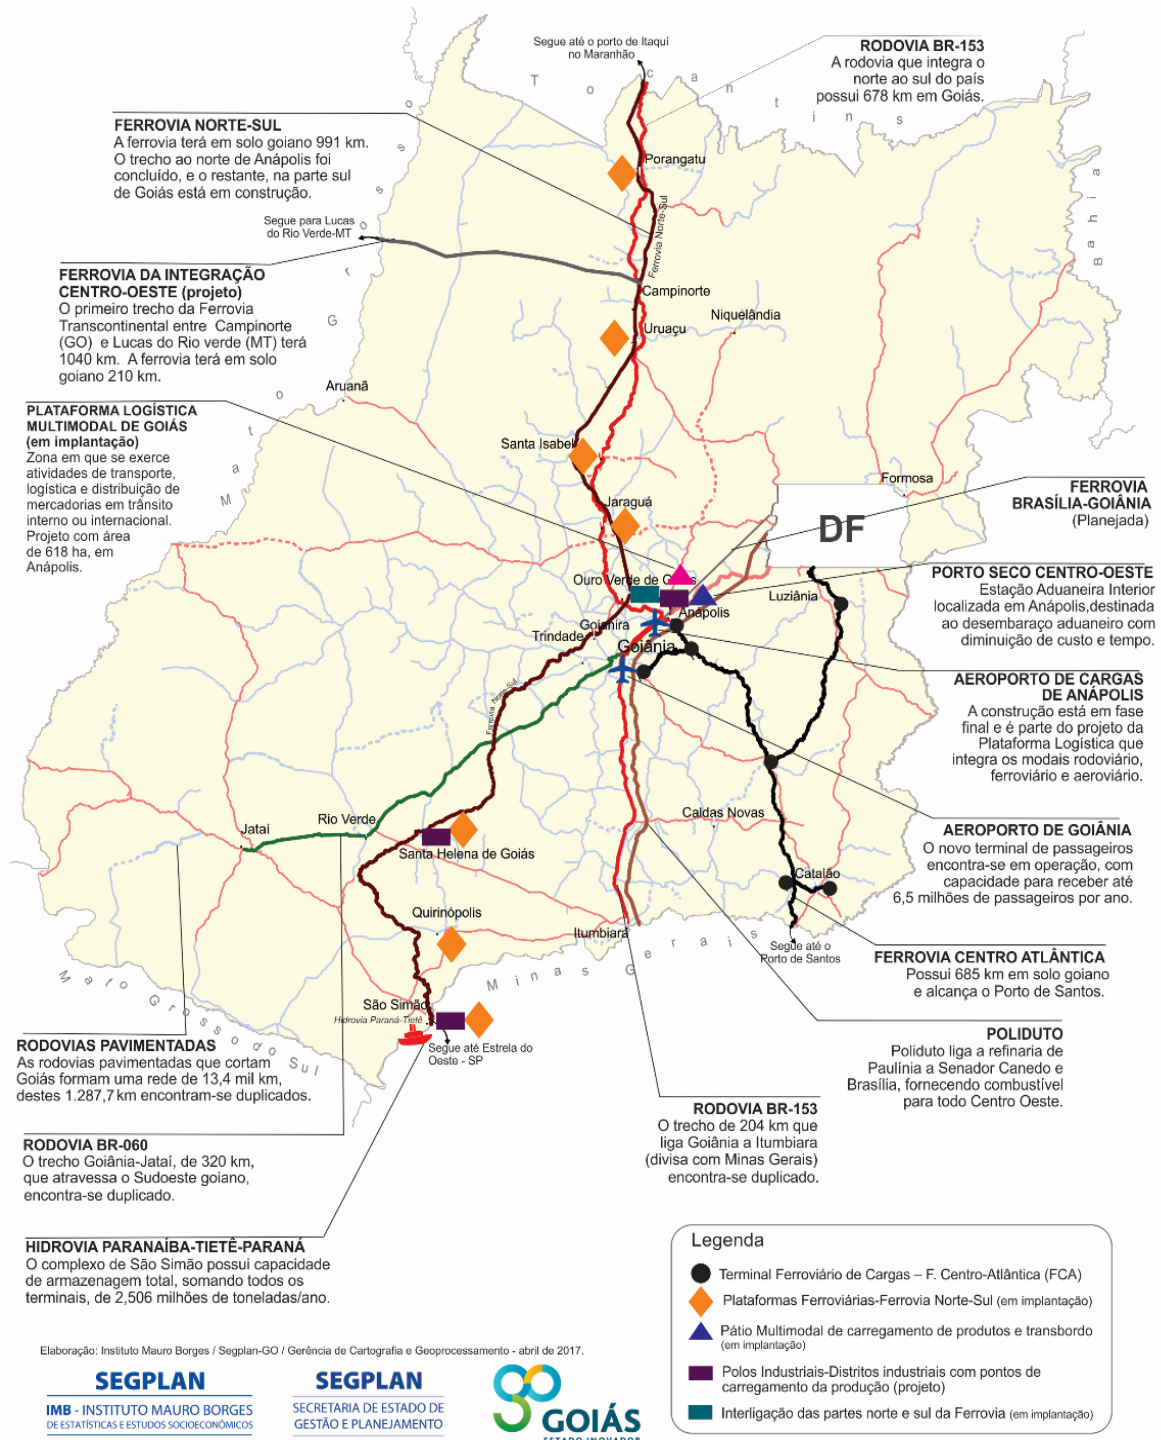 Segue até o porto de Itaquí
no Maranhão
Tocantins
RODOVIA BR-153
A rodovia que integra o
norte ao sul do país
possui 678 km em Goiás.
FERROVIA NORTE-SUL
A ferrovia terá em solo goiano 991 km.
O trecho ao norte de Anápolis foi
concluído, e o restante, na parte sul
de Goiás está em construção.
Porangatu
Ferrovia Norte-Sul
Bahia
Segue para Lucas
do Rio Verde-MT
FERROVIA DA INTEGRAÇÃO
CENTRO-OESTE (projeto)
O primeiro trecho da Ferrovia
Transcontinental entre Campinorte
(GO) e Lucas do Rio verde (MT) terá
1040 km. A ferrovia terá em solo
goiano 210 km.
Campinorte
Uruaçu
Niquelândia
Aruanã
Mato Grosso
PLATAFORMA LOGÍSTICA
MULTIMODAL DE GOIÁS
(em implantação)
Zona em que se exerce
atividades de transporte,
logística e distribuição de
mercadorias em trânsito
interno ou internacional.
Projeto com área
de 618 ha, em
Anápolis.
Santa Isabel
Jaraguá
Formosa
FERROVIA
BRASÍLIA-GOIÂNIA
(Planejada)
DF
Ouro Verde de G
s
Luziânia
Anápolis
Goianira
Trindade
Goiânia
PORTO SECO CENTRO-OESTE
Estação Aduaneira Interior
localizada em Anápolis,destinada
ao desembaraço aduaneiro com
diminuição de custo e tempo.
AEROPORTO DE CARGAS
DE ANÁPOLIS
A construção está em fase
final e é parte do projeto da
Plataforma Logística que
integra os modais rodoviário,
ferroviário e aeroviário.
Ferrovia Norte-Sul
Jataí
Rio Verde
Santa Helena de Goiás
Caldas Novas
AEROPORTO DE GOIÂNIA
O novo terminal de passageiros
encontra-se em operação, com
capacidade para receber até
6,5 milhões de passageiros por ano.
Catalão
Quirinópolis
Itumbiara
Segue até o
Porto de Santos
Minas Gerais
FERROVIA CENTRO ATLÂNTICA
Possui 685 km em solo goiano
e alcança o Porto de Santos.
São Simão
Hidrovia Paraná-Tietê
Segue até Estrela do
Oeste - SP
Mato Grosso do Sul
RODOVIAS PAVIMENTADAS
As rodovias pavimentadas que cortam
Goiás formam uma rede de 13,4 mil km,
destes 1.287,7 km encontram-se duplicados.
POLIDUTO
Poliduto liga a refinaria de
Paulínia a Senador Canedo e
Brasília, fornecendo combustível
para todo Centro Oeste.
RODOVIA BR-153
O trecho de 204 km que
liga Goiânia a Itumbiara
(divisa com Minas Gerais)
encontra-se duplicado.
RODOVIA BR-060
O trecho Goiânia-Jataí, de 320 km,
que atravessa o Sudoeste goiano,
encontra-se duplicado.
HIDROVIA PARANAÍBA-TIETÊ-PARANÁ
O complexo de São Simão possui capacidade
de armazenagem total, somando todos os
terminais, de 2,506 milhões de toneladas/ano.
Legenda
Terminal Ferroviário de Cargas – F. Centro-Atlântica (FCA)
Plataformas Ferroviárias-Ferrovia Norte-Sul (em implantação)
Pátio Multimodal de carregamento de produtos e transbordo
(em implantação)
Polos Industriais-Distritos industriais com pontos de
carregamento da produção (projeto)
Interligação das partes norte e sul da Ferrovia (em implantação)
Elaboração: Instituto Mauro Borges / Segplan-GO / Gerência de Cartografia e Geoprocessamento - abril de 2017.
SEGPLAN
IMB - INSTITUTO MAURO BORGES
DE ESTATÍSTICAS E ESTUDOS SOCIOECONÔMICOS
SEGPLAN
SECRETARIA DE ESTADO DE
GESTÃO E PLANEJAMENTO
GOIÁS
ESTADO INOVADOR